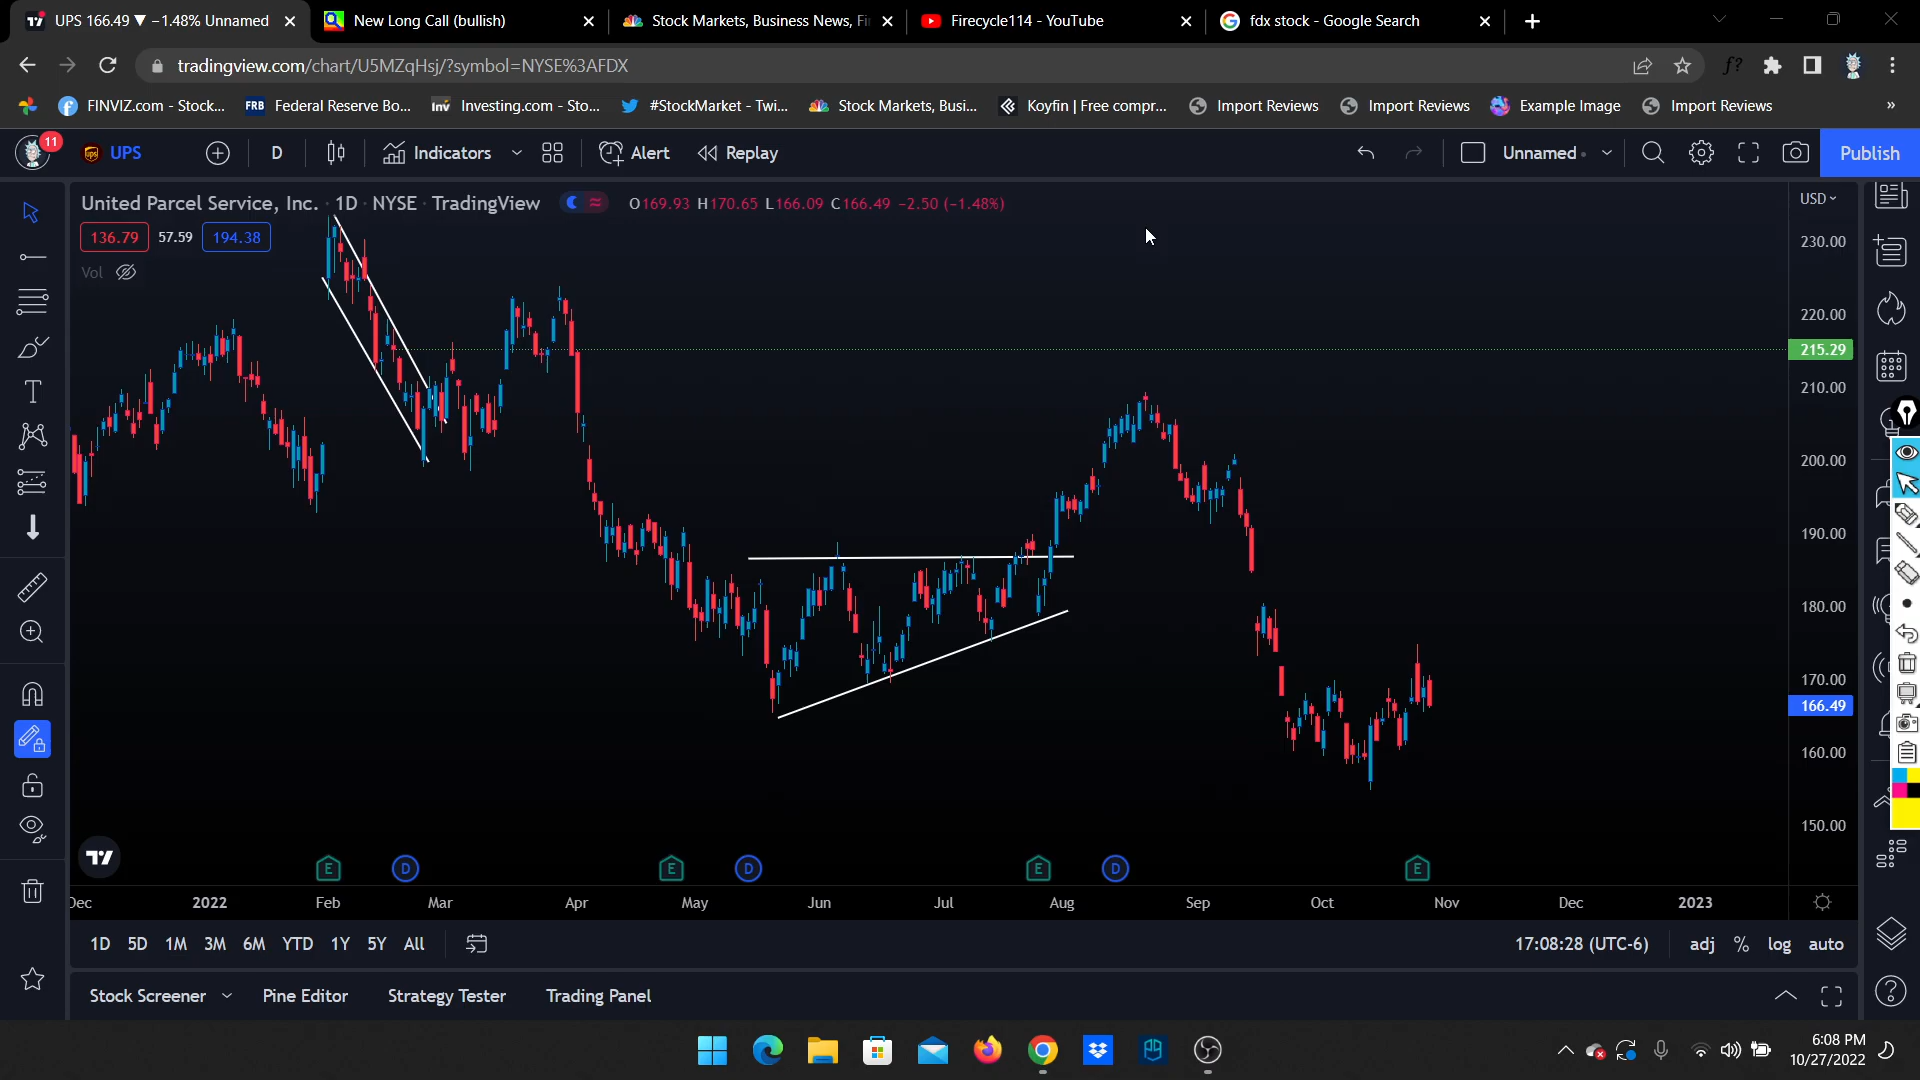 UPS 166.49 ▼ −1.48% Unnamed
New Long Call (bullish)
Stock Markets, Business News, Fi
Firecycle114 - YouTube
fdx stock - Google Search
tradingview.com/chart/U5MZqHsj/?symbol=NYSE%3AFDX
f?
FINVIZ.com - Stock...
FRB Federal Reserve Bo...
Inv Investing.com - Sto...
#StockMarket - Twi...
Stock Markets, Busi...
Koyfin | Free compr...
Import Reviews
Import Reviews
Example Image
Import Reviews
»
11
ups UPS
D
Indicators
Alert
Replay
Unnamed
Publish
United Parcel Service, Inc. · 1D · NYSE · TradingView
O169.93 H170.65 L166.09 C166.49 −2.50 (−1.48%)
USD
136.79 57.59 194.38
Vol
230.00
220.00
215.29
210.00
200.00
190.00
180.00
170.00
166.49
160.00
150.00
E D E D E D E
Dec 2022 Feb Mar Apr May Jun Jul Aug Sep Oct Nov Dec 2023
1D 5D 1M 3M 6M YTD 1Y 5Y All
17:08:28 (UTC-6)
adj % log auto
Stock Screener
Pine Editor
Strategy Tester
Trading Panel
6:08 PM
10/27/2022